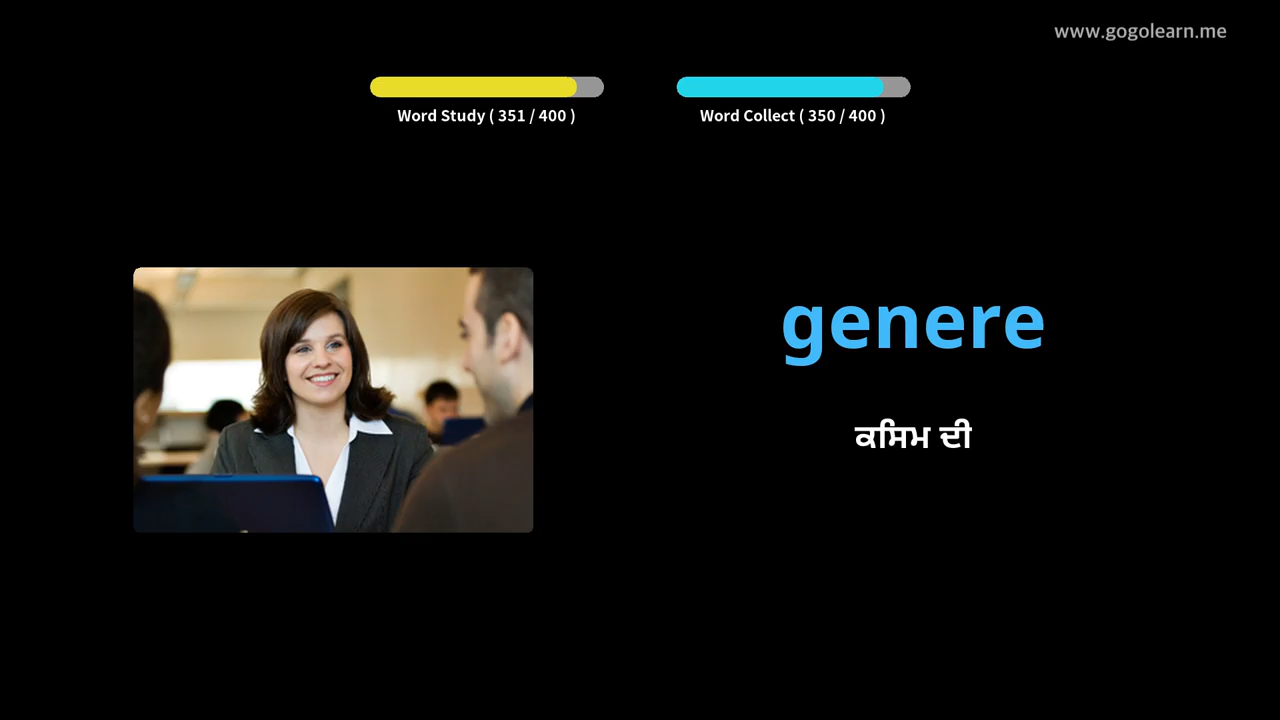 www.gogolearn.me
Word Study ( 351 / 400 )
Word Collect ( 350 / 400 )
genere
ਕਸਿਮ ਦੀ